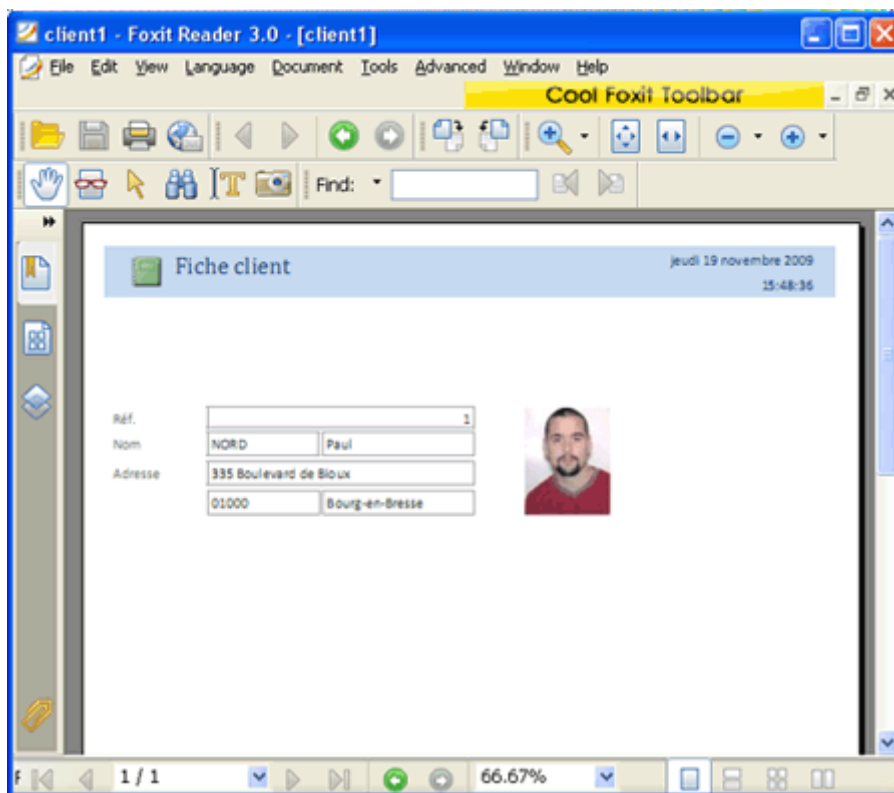 client1 - Foxit Reader 3.0 - [client1]
File Edit View Language Document Tools Advanced Window Help
Cool Foxit Toolbar
Find:
Fiche client
jeudi 19 novembre 2009
15:48:36
Réf. 1
Nom NORD Paul
Adresse 335 Boulevard de Bioux
01000 Bourg-en-Bresse
1 / 1 66.67%